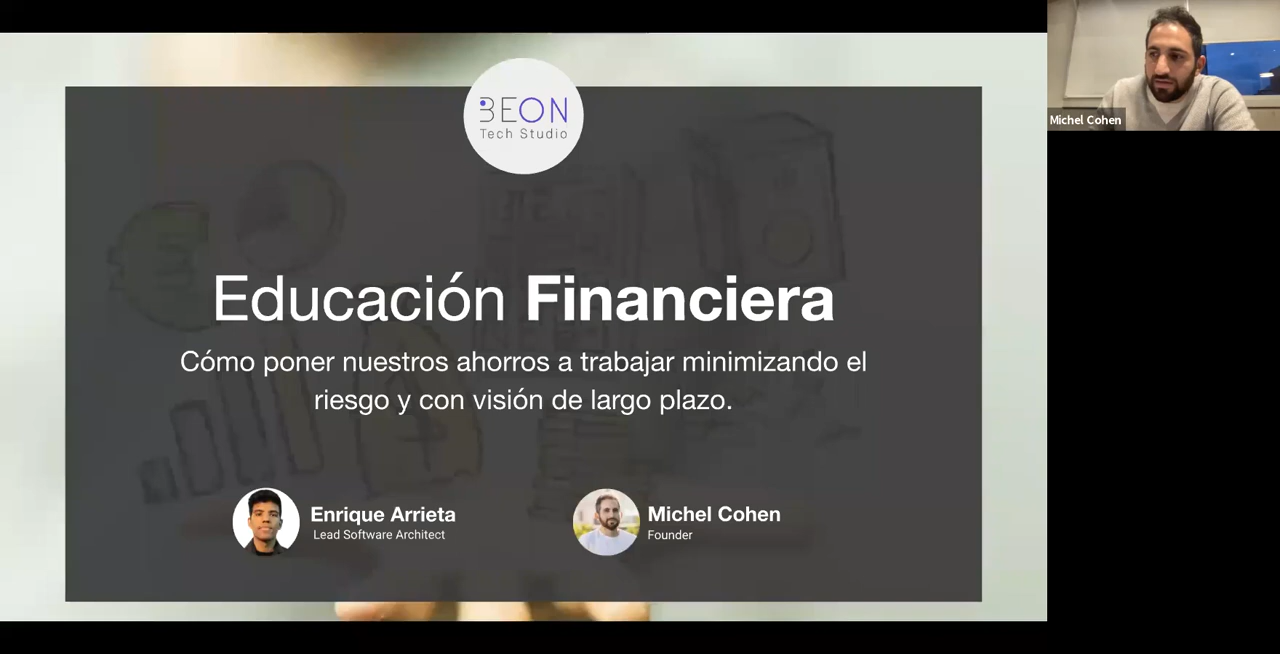 BEON
Tech Studio
Educación Financiera
Cómo poner nuestros ahorros a trabajar minimizando el
riesgo y con visión de largo plazo.
Enrique Arrieta
Lead Software Architect
Michel Cohen
Founder
Michel Cohen